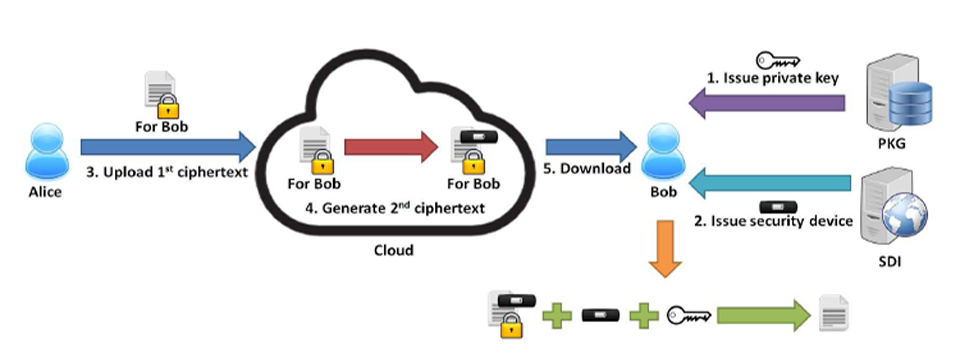 1. Issue private key
For Bob
PKG
3. Upload 1st ciphertext
Alice
For Bob
For Bob
4. Generate 2nd ciphertext
Cloud
5. Download
Bob
2. Issue security device
SDI